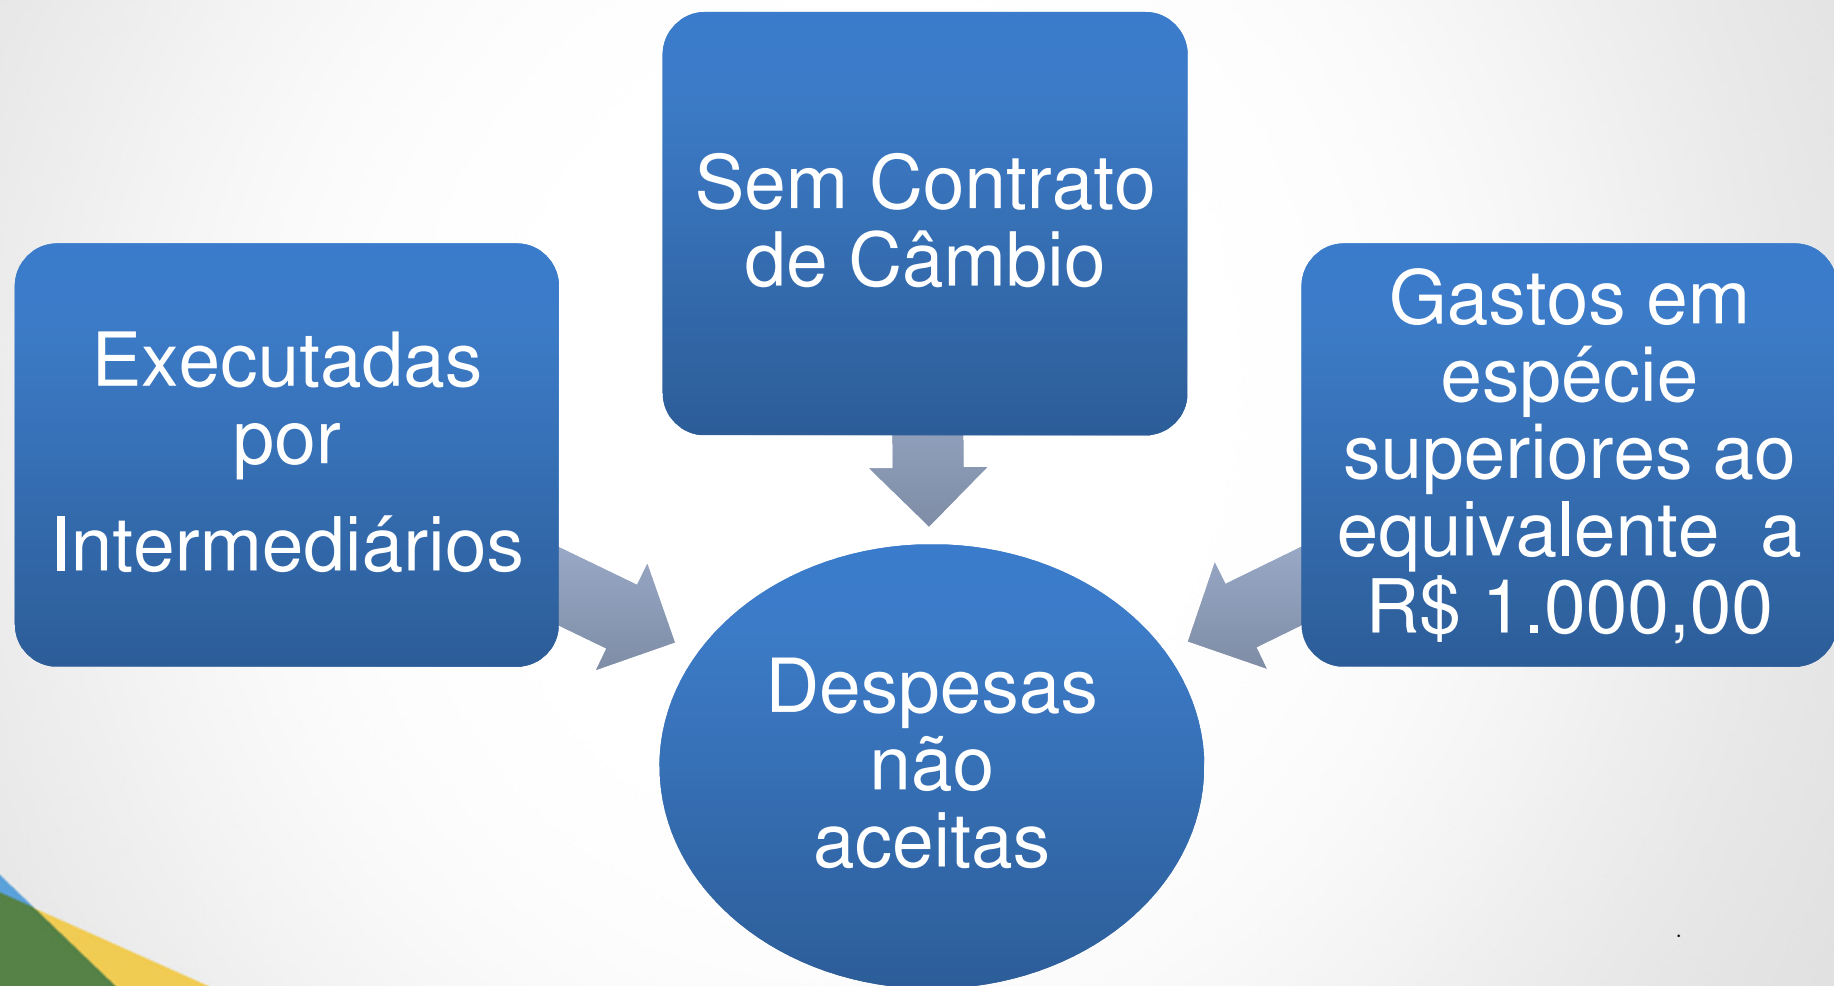 Sem Contrato
de Câmbio
Executadas
por
Intermediários
Gastos em
espécie
superiores ao
equivalente a
R$ 1.000,00
Despesas
não
aceitas
.